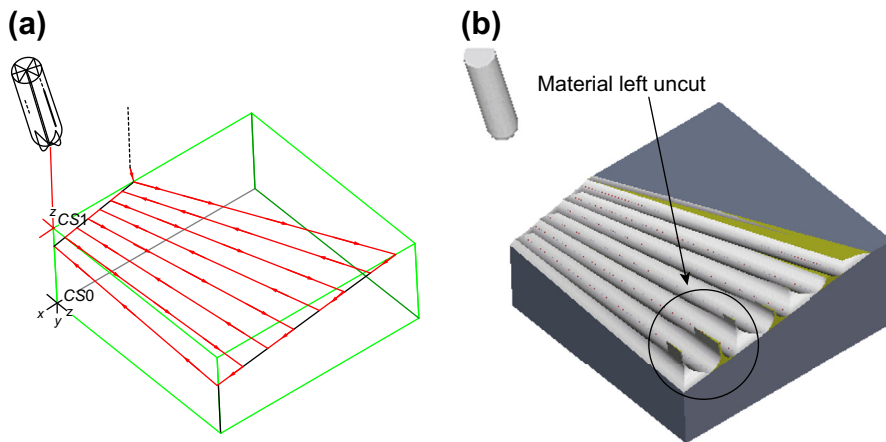 (a)
z
CS1
CS0
x
y
z
(b)
Material left uncut